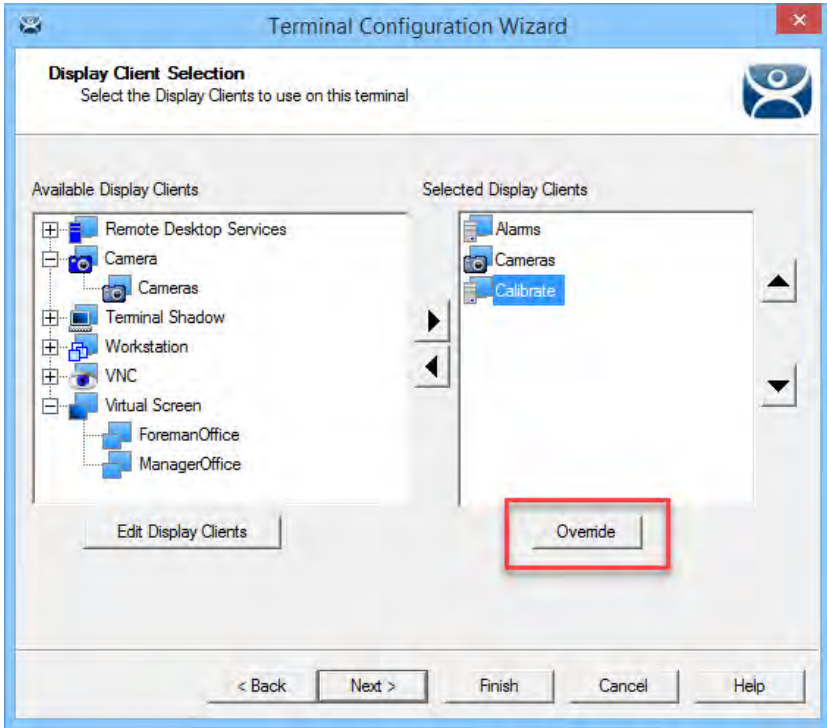 Terminal Configuration Wizard
Display Client Selection
Select the Display Clients to use on this terminal
Available Display Clients
Selected Display Clients
Remote Desktop Services
Camera
Cameras
Terminal Shadow
Workstation
VNC
Virtual Screen
ForemanOffice
ManagerOffice
Alarms
Cameras
Calibrate
Edit Display Clients
Override
< Back
Next >
Finish
Cancel
Help